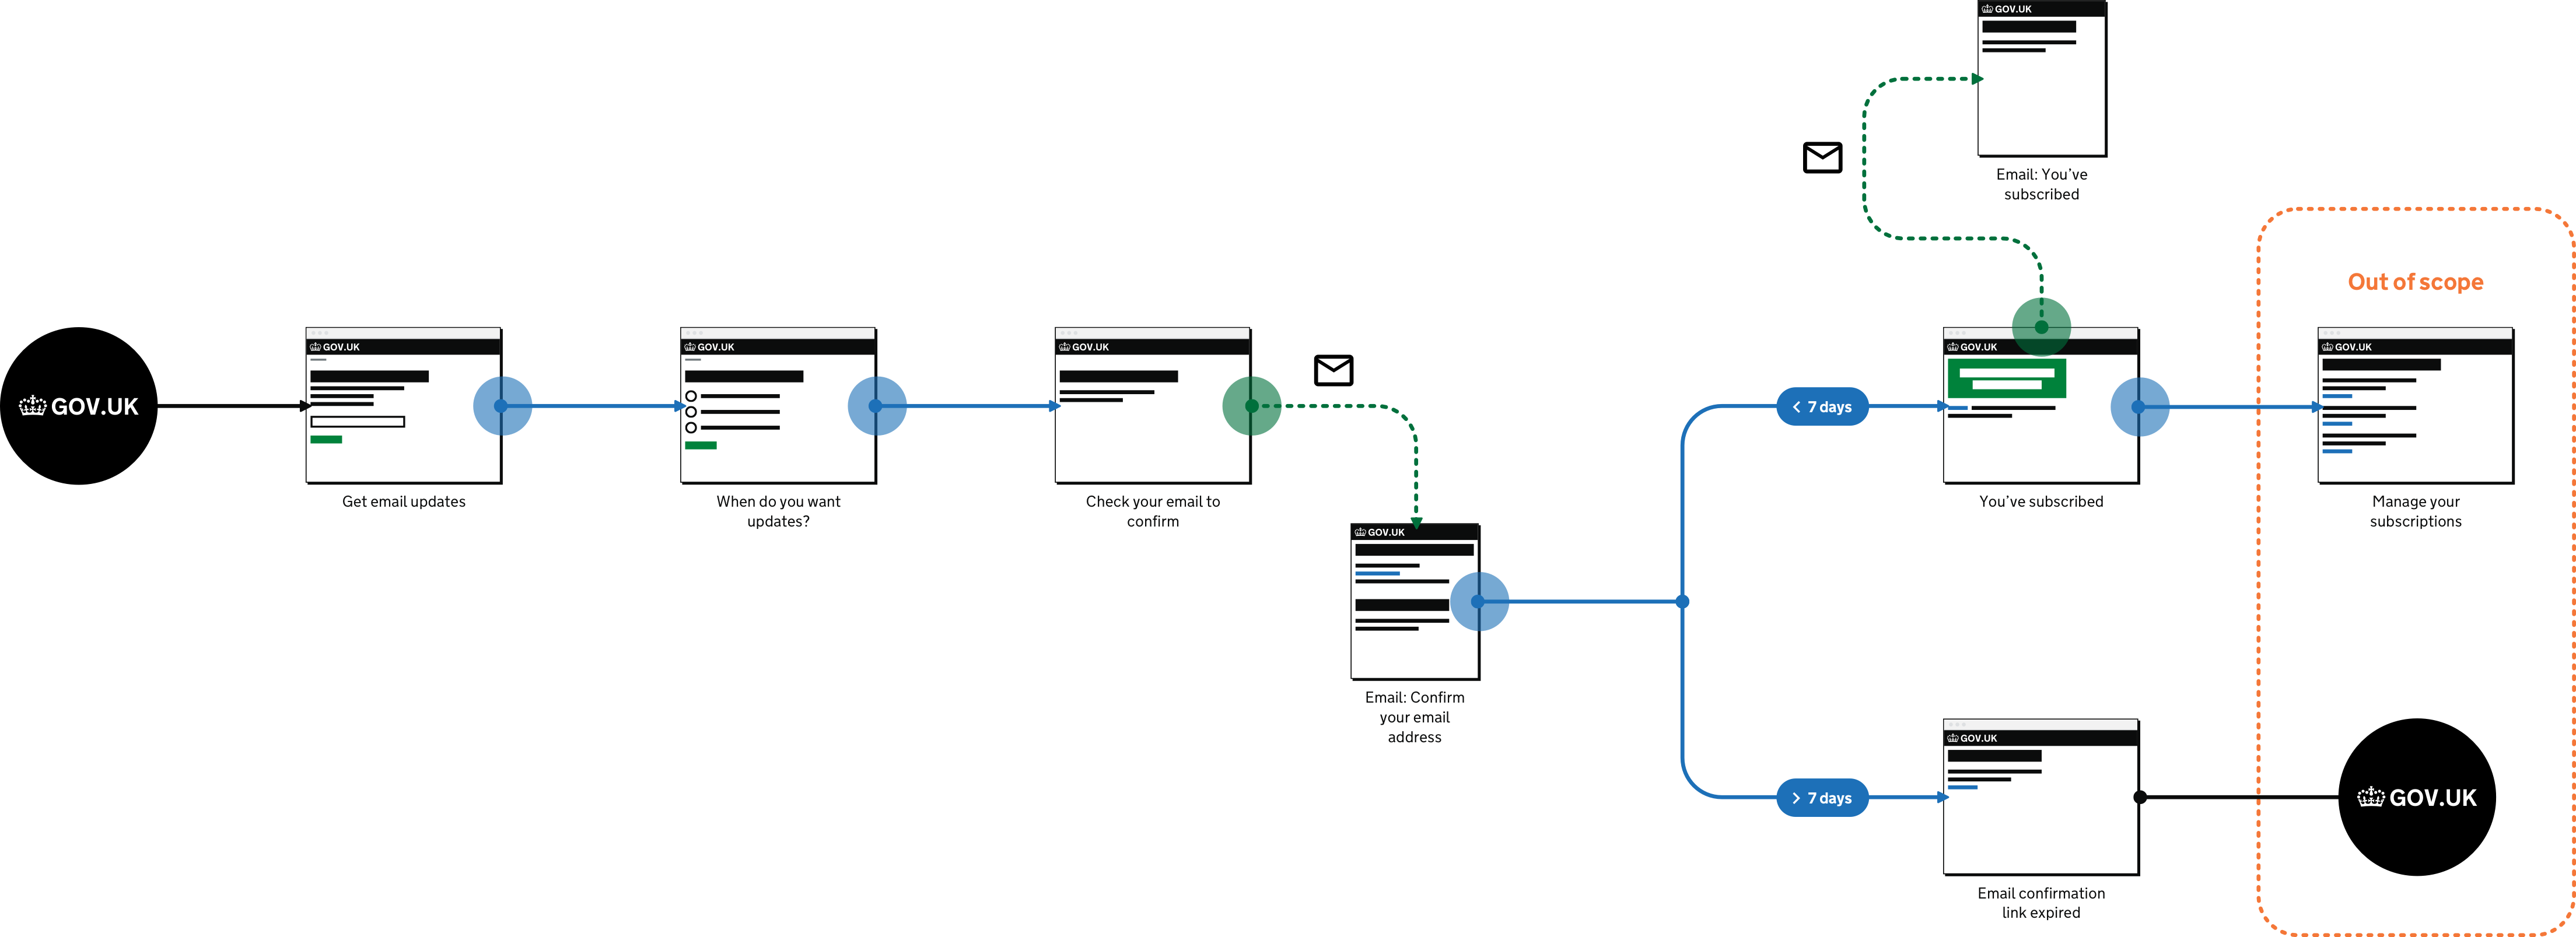 GOV.UK
Email: You've
subscribed
Out of scope
GOV.UK
GOV.UK
Get email updates
GOV.UK
When do you want
updates?
GOV.UK
Check your email to
confirm
GOV.UK
Email: Confirm
your email
address
< 7 days
GOV.UK
You've subscribed
GOV.UK
Manage your
subscriptions
> 7 days
GOV.UK
Email confirmation
link expired
GOV.UK